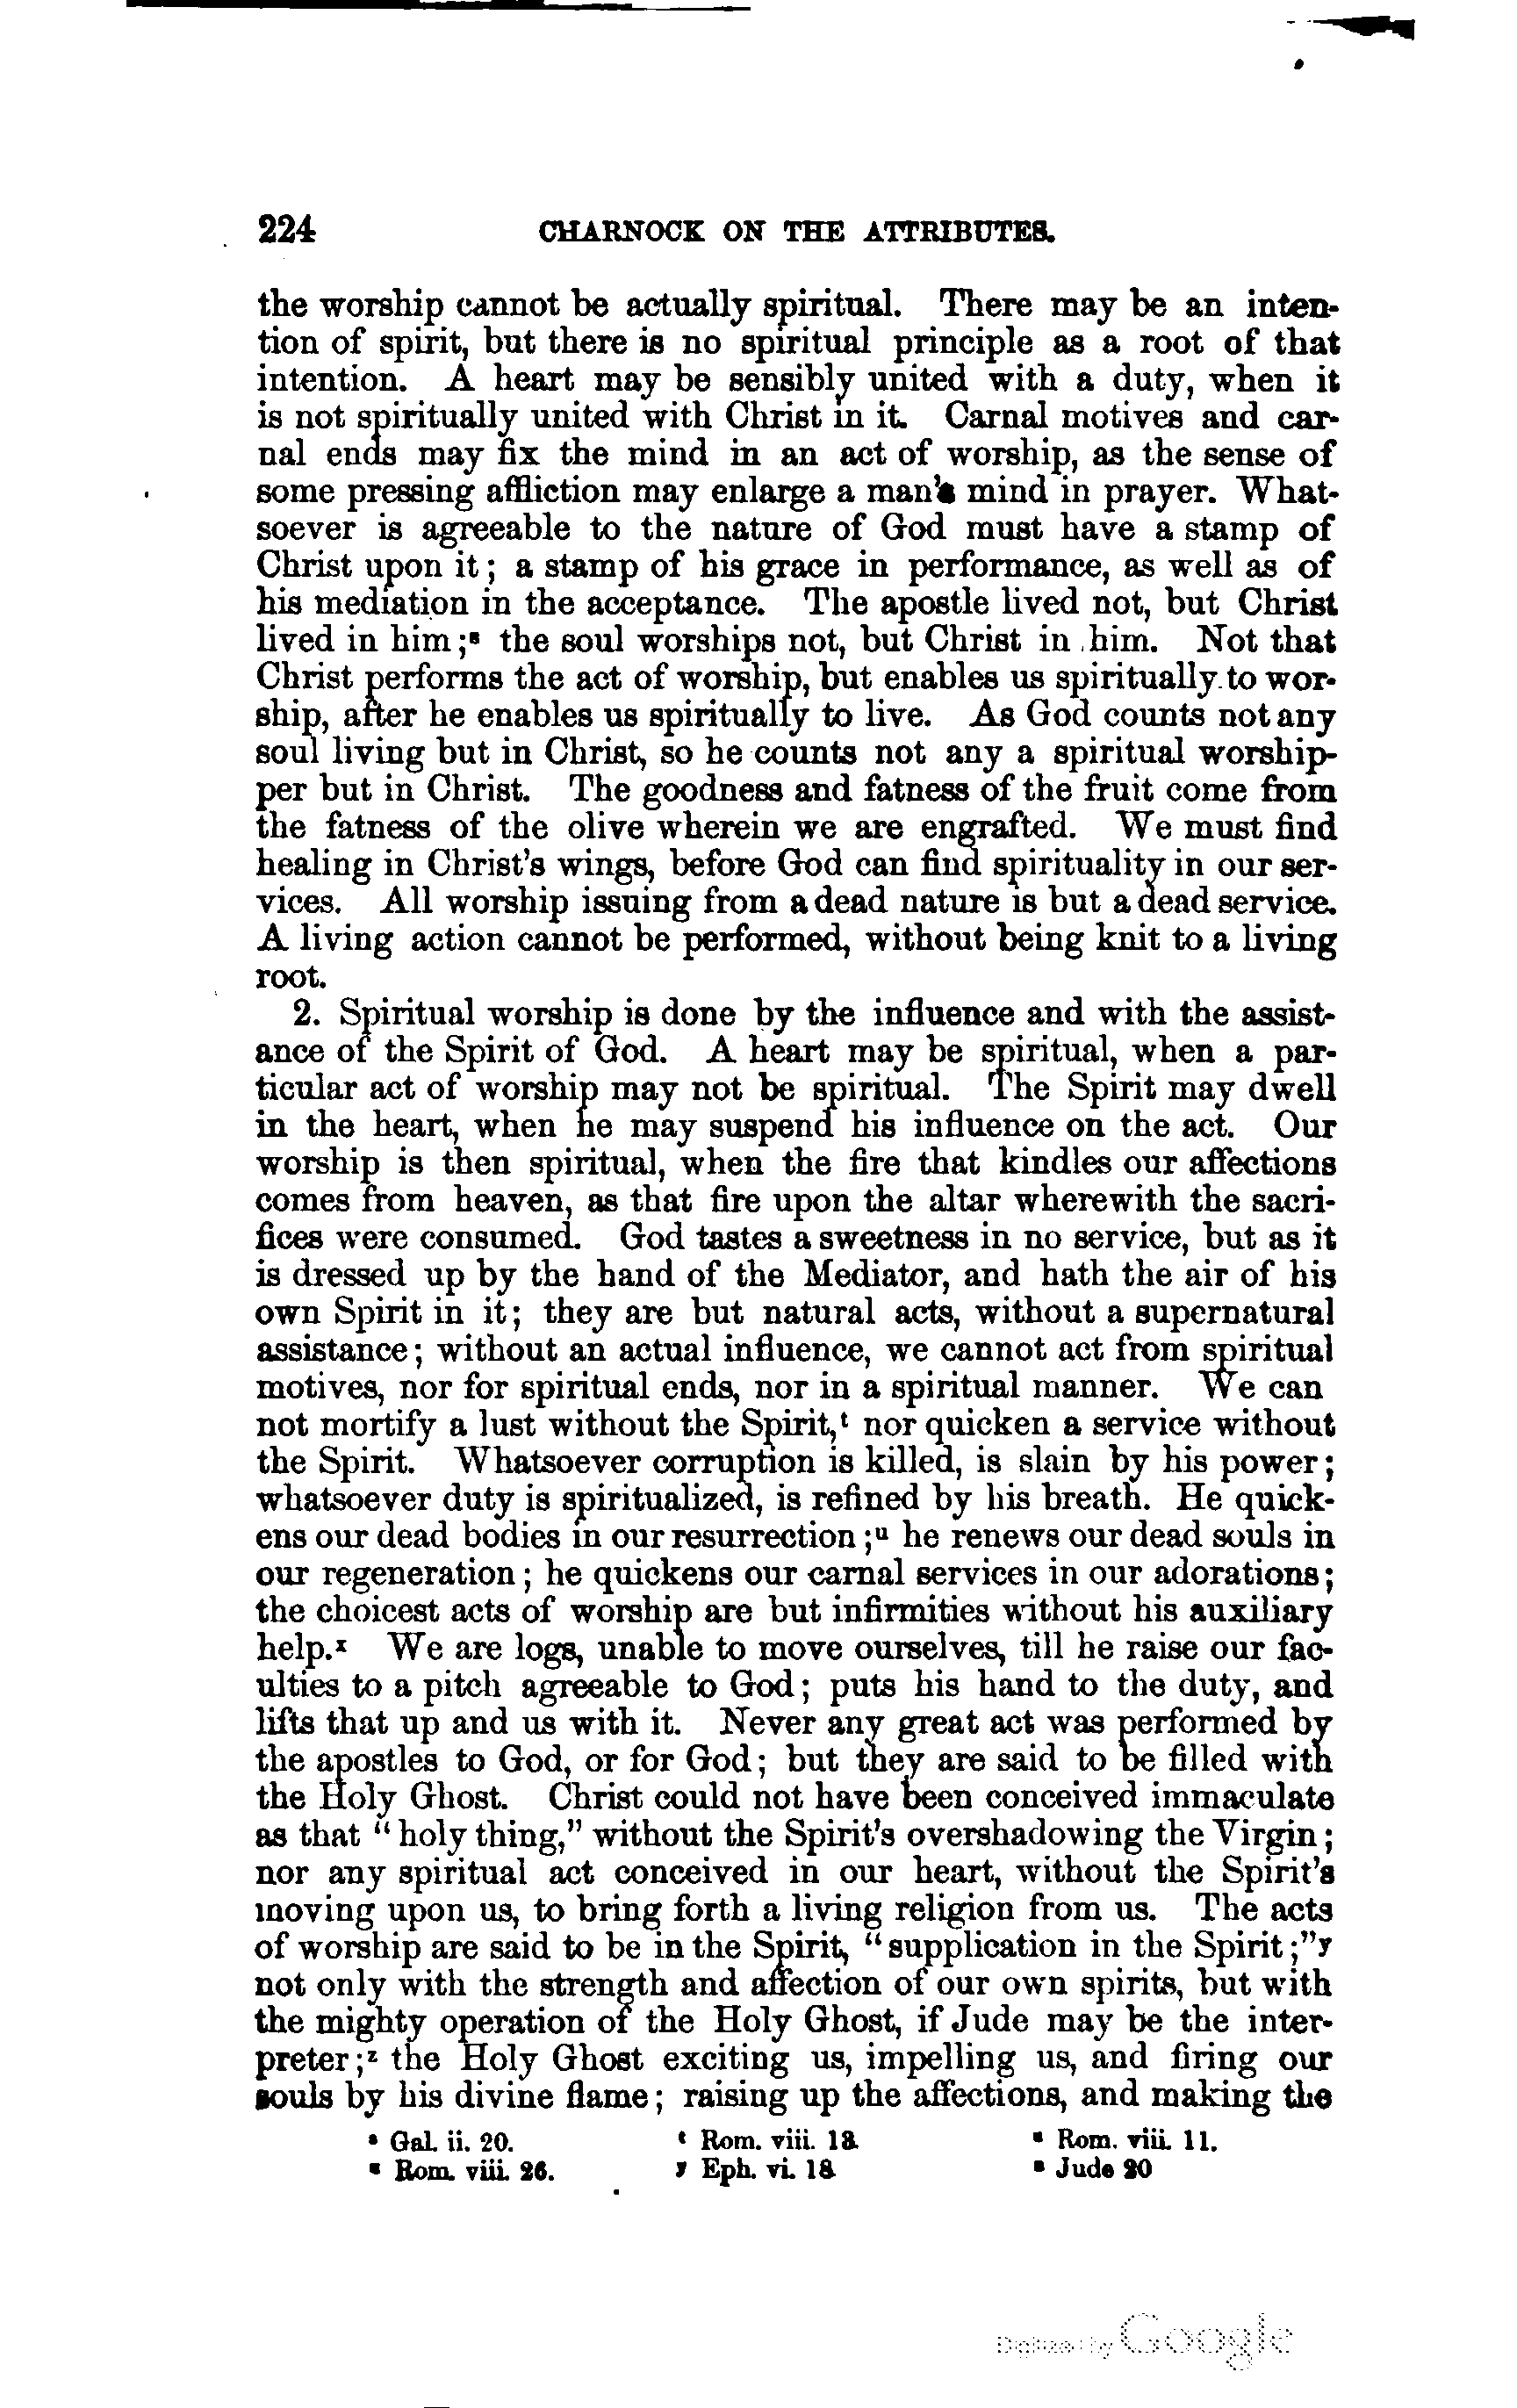 224 CHARNOCK ON THE ATTRIBUTES.
the worship cannot be actually spiritual. There may be an inten-
tion of spirit, but there is no spiritual principle as a root of that
intention. A heart may be sensibly united with a duty, when it
is not spiritually united with Christ in it. Carnal motives and car-
nal ends may fix the mind in an act of worship, as the sense of
some pressing affliction may enlarge a man's mind in prayer. What-
soever is agreeable to the nature of God must have a stamp of
Christ upon it; a stamp of his grace in performance, as well as of
his mediation in the acceptance. The apostle lived not, but Christ
lived in him;s the soul worships not, but Christ in him. Not that
Christ performs the act of worship, but enables us spiritually to wor-
ship, after he enables us spiritually to live. As God counts not any
soul living but in Christ, so he counts not any a spiritual worship-
per but in Christ. The goodness and fatness of the fruit come from
the fatness of the olive wherein we are engrafted. We must find
healing in Christ's wings, before God can find spirituality in our ser-
vices. All worship issuing from a dead nature is but a dead service.
A living action cannot be performed, without being knit to a living
root.
2. Spiritual worship is done by the influence and with the assist-
ance of the Spirit of God. A heart may be spiritual, when a par-
ticular act of worship may not be spiritual. The Spirit may dwell
in the heart, when he may suspend his influence on the act. Our
worship is then spiritual, when the fire that kindles our affections
comes from heaven, as that fire upon the altar wherewith the sacri-
fices were consumed. God tastes a sweetness in no service, but as it
is dressed up by the hand of the Mediator, and hath the air of his
own Spirit in it; they are but natural acts, without a supernatural
assistance; without an actual influence, we cannot act from spiritual
motives, nor for spiritual ends, nor in a spiritual manner. We can
not mortify a lust without the Spirit,t nor quicken a service without
the Spirit. Whatsoever corruption is killed, is slain by his power;
whatsoever duty is spiritualized, is refined by his breath. He quick-
ens our dead bodies in our resurrection;u he renews our dead souls in
our regeneration; he quickens our carnal services in our adorations;
the choicest acts of worship are but infirmities without his auxiliary
help.x We are logs, unable to move ourselves, till he raise our fac-
ulties to a pitch agreeable to God; puts his hand to the duty, and
lifts that up and us with it. Never any great act was performed by
the apostles to God, or for God; but they are said to be filled with
the Holy Ghost. Christ could not have been conceived immaculate
as that "holy thing," without the Spirit's overshadowing the Virgin;
nor any spiritual act conceived in our heart, without the Spirit's
moving upon us, to bring forth a living religion from us. The acts
of worship are said to be in the Spirit, "supplication in the Spirit;"y
not only with the strength and affection of our own spirits, but with
the mighty operation of the Holy Ghost, if Jude may be the inter-
preter;z the Holy Ghost exciting us, impelling us, and firing our
souls by his divine flame; raising up the affections, and making the
s Gal. ii. 20. t Rom. viii. 13. u Rom. viii. 11.
x Rom. viii. 26. y Eph. vi. 18. z Jude 20
Digitized by Google